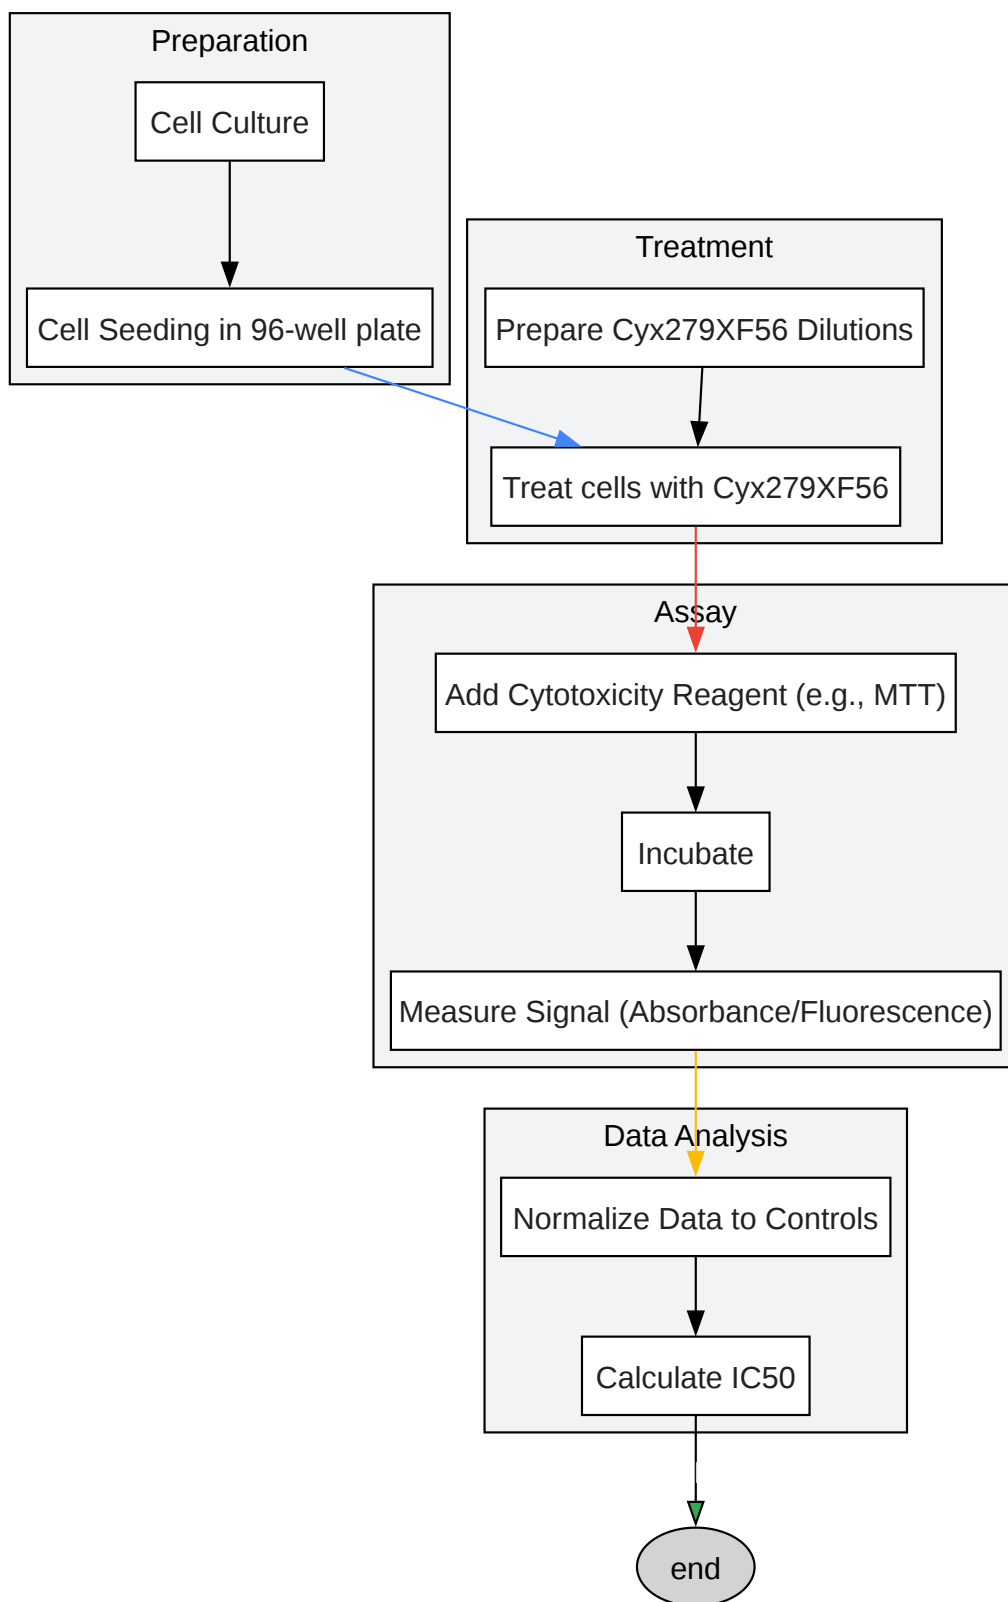 Preparation
Cell Culture
Cell Seeding in 96-well plate
Treatment
Prepare Cyx279XF56 Dilutions
Treat cells with Cyx279XF56
Assay
Add Cytotoxicity Reagent (e.g., MTT)
Incubate
Measure Signal (Absorbance/Fluorescence)
Data Analysis
Normalize Data to Controls
Calculate IC50
end